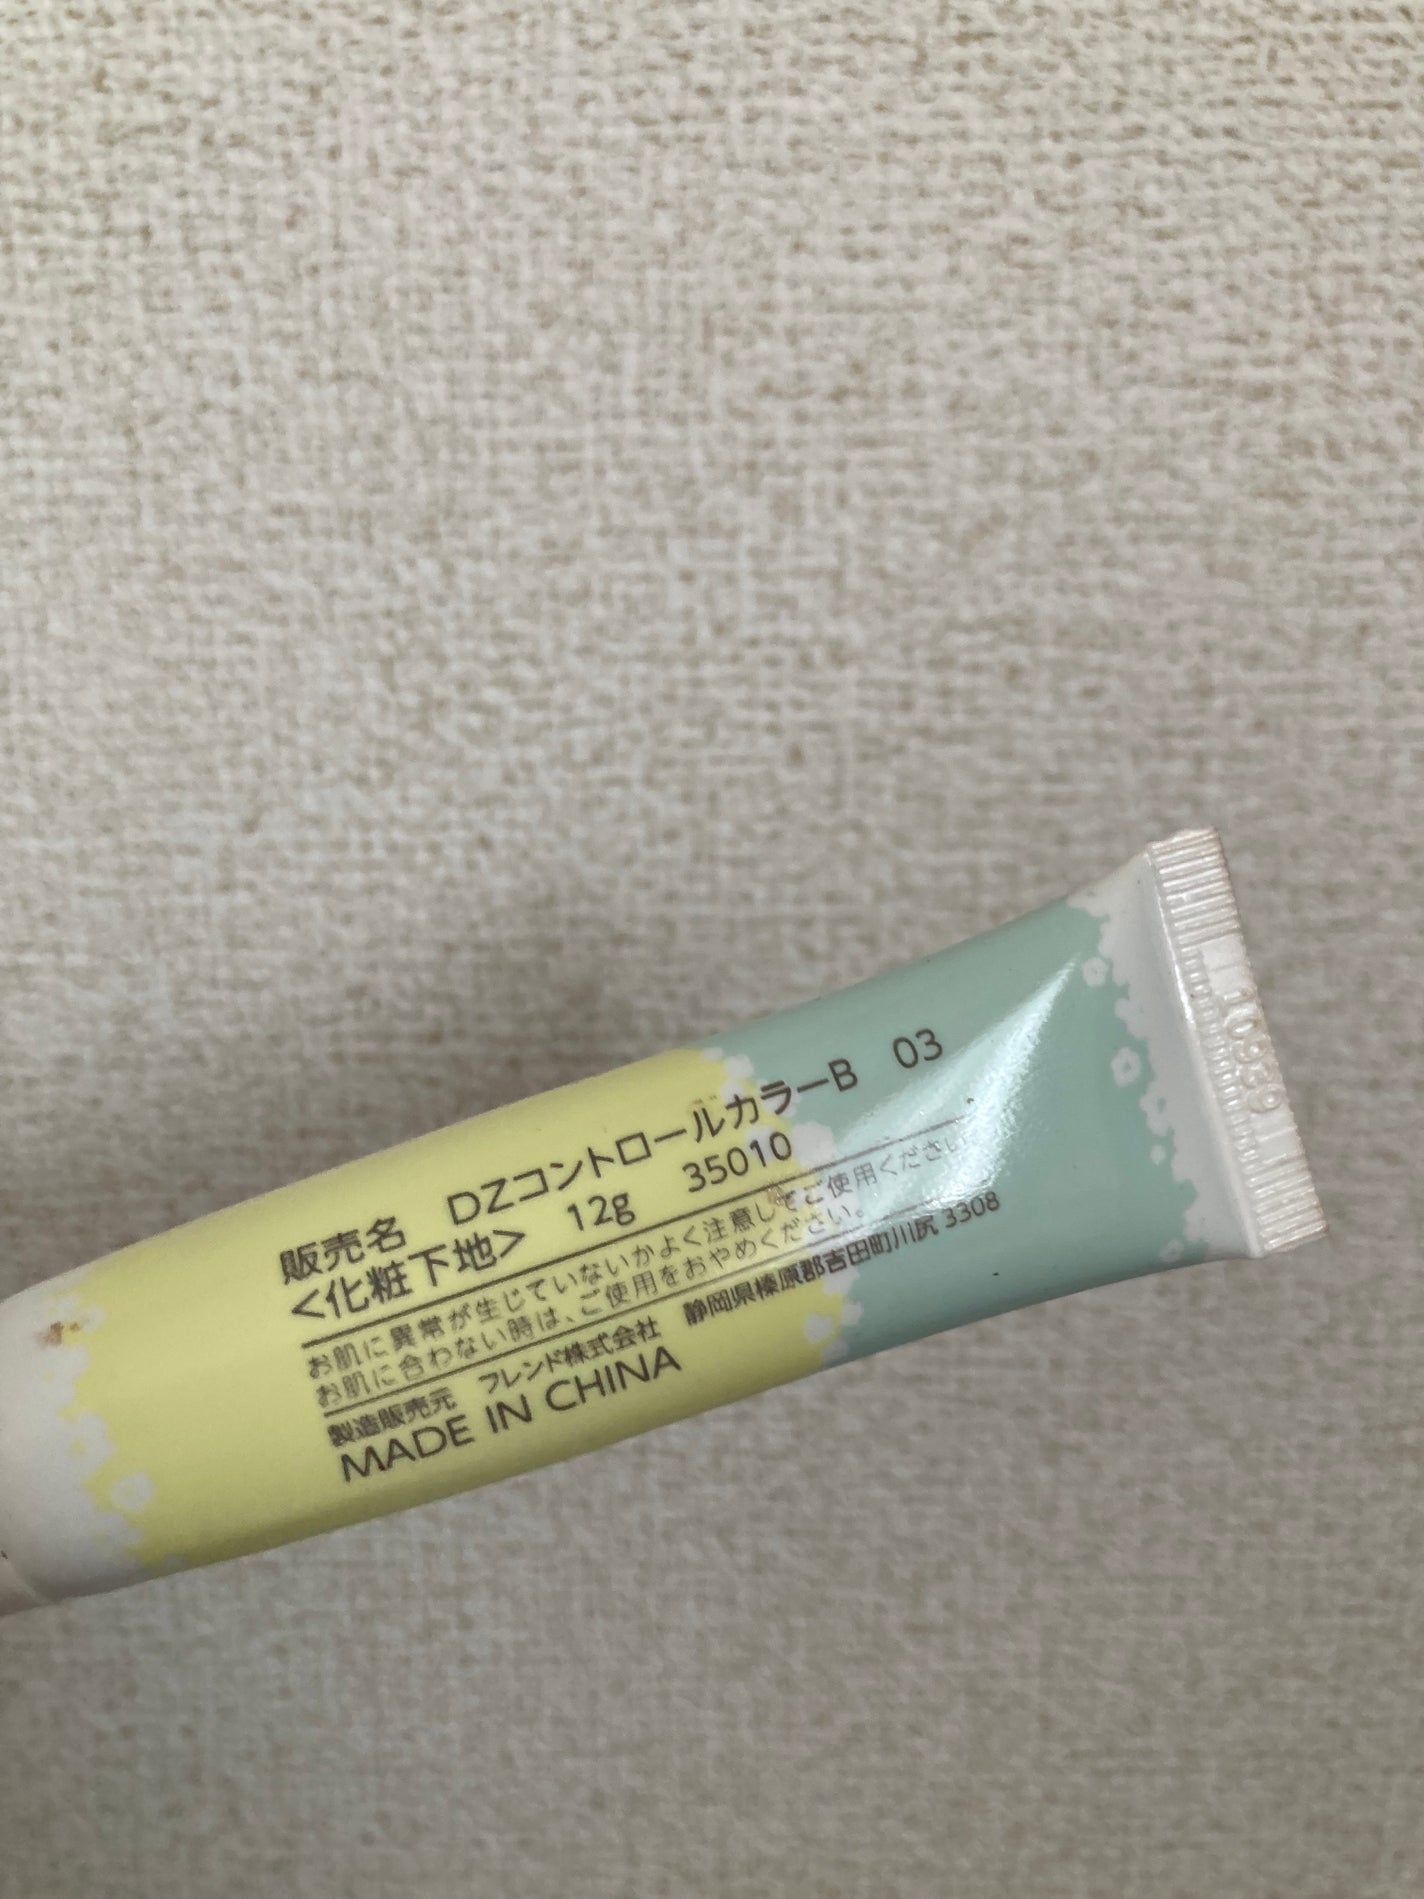 販売名　DZコントロールカラーB　03
<化粧下地>　12g　35010
お肌に異常が生じていないかよく注意してご使用ください。
お肌に合わない時は、ご使用をおやめください。
製造販売元　フレンド株式会社　静岡県榛原郡吉田町川尻 3308
MADE IN CHINA